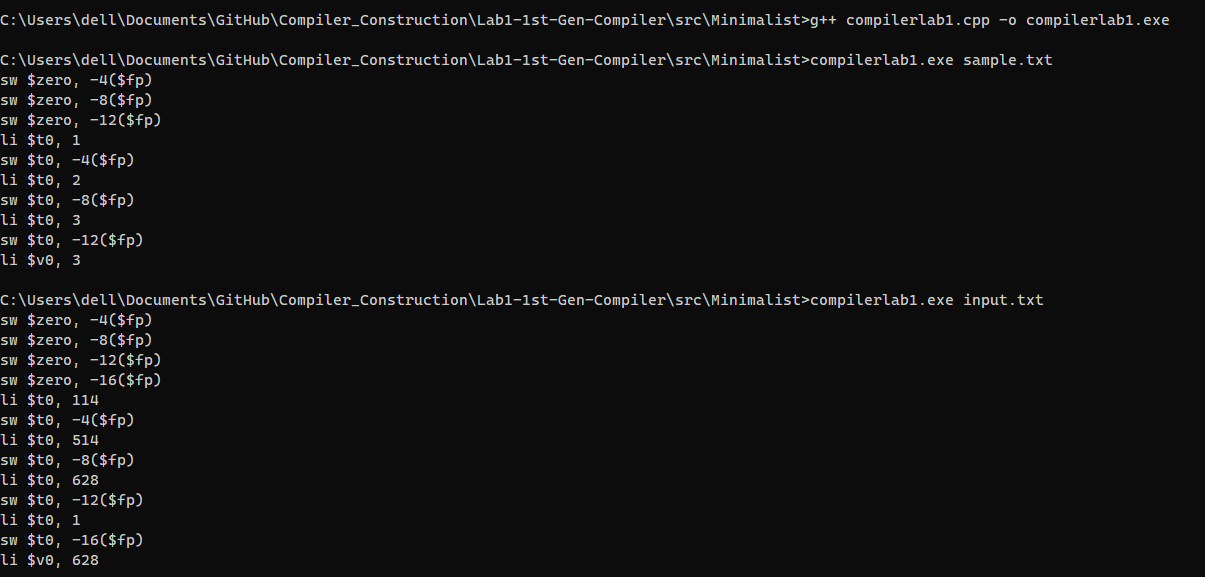 C:\Users\dell\Documents\GitHub\Compiler_Construction\Lab1-1st-Gen-Compiler\src\Minimalist>g++ compilerlab1.cpp -o compilerlab1.exe
C:\Users\dell\Documents\GitHub\Compiler_Construction\Lab1-1st-Gen-Compiler\src\Minimalist>compilerlab1.exe sample.txt
sw $zero, -4($fp)
sw $zero, -8($fp)
sw $zero, -12($fp)
li $t0, 1
sw $t0, -4($fp)
li $t0, 2
sw $t0, -8($fp)
li $t0, 3
sw $t0, -12($fp)
li $v0, 3
C:\Users\dell\Documents\GitHub\Compiler_Construction\Lab1-1st-Gen-Compiler\src\Minimalist>compilerlab1.exe input.txt
sw $zero, -4($fp)
sw $zero, -8($fp)
sw $zero, -12($fp)
sw $zero, -16($fp)
li $t0, 114
sw $t0, -4($fp)
li $t0, 514
sw $t0, -8($fp)
li $t0, 628
sw $t0, -12($fp)
li $t0, 1
sw $t0, -16($fp)
li $v0, 628